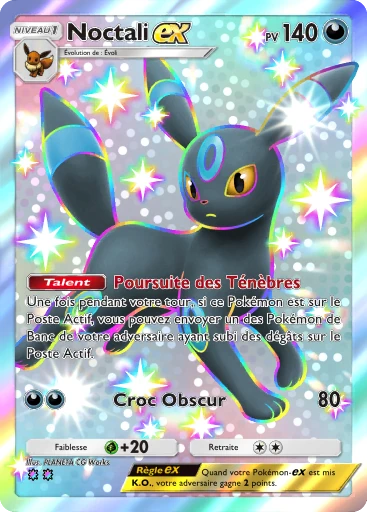 NIVEAU 1
Noctali ex
PV 140
Évolution de : Évoli
Talent Poursuite des Ténèbres
Une fois pendant votre tour, si ce Pokémon est sur le
Poste Actif, vous pouvez envoyer un des Pokémon de
Banc de votre adversaire ayant subi des dégâts sur le
Poste Actif.
Croc Obscur 80
Faiblesse +20 Retraite
Illus. PLANETA CG Works
Règle ex Quand votre Pokémon-ex est mis
K.O., votre adversaire gagne 2 points.